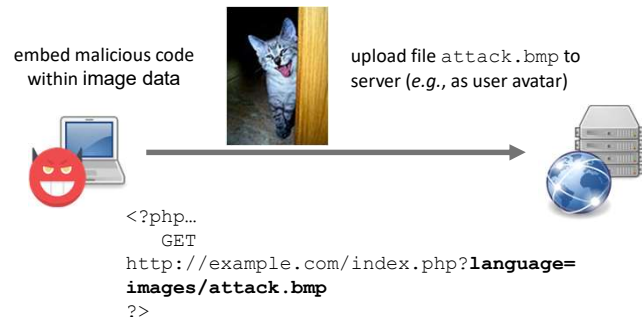 embed malicious code
within image data
upload file attack.bmp to
server (e.g., as user avatar)
<?php…
GET
http://example.com/index.php?language=
images/attack.bmp
?>